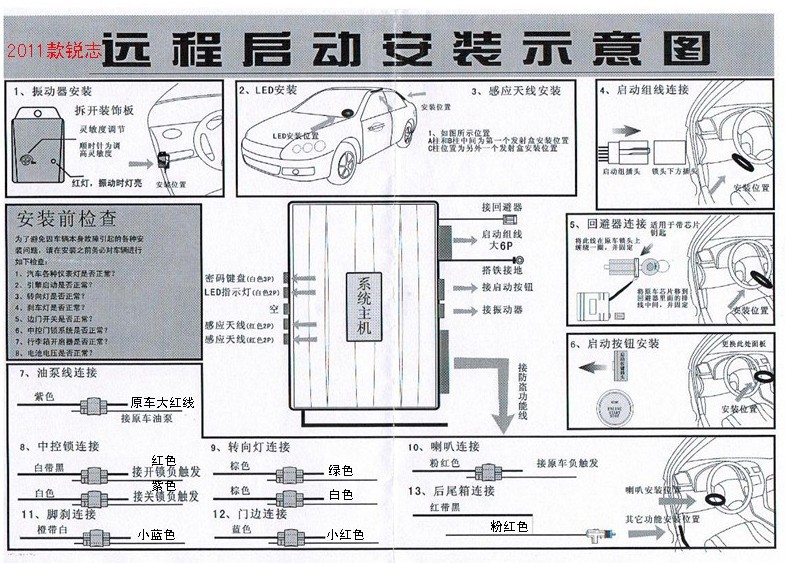 2011款锐志
远程启动安装示意图
1、振动器安装
拆开装饰板
灵敏度调节
顺时针为调
高灵敏度
红灯，振动时灯亮
安装位置
2、LED安装
LED安装位置
3、感应天线安装
安装位置
1、如图所示位置
A柱和B柱中间为第一个发射盒安装位置
C柱位置为另外一个发射盒安装位置
4、启动组线连接
启动组插头
锁头下方插头
安装位置
安装前检查
为了避免因车辆本身故障引起的各种安
装问题，请在安装之前务必对车辆进行
如下检查：
1、汽车各种仪表灯是否正常？
2、引擎启动是否正常？
3、转向灯是否正常？
4、刹车灯是否正常？
5、边门开关是否正常？
6、中控门锁系统是否正常？
7、行李箱开启器是否正常？
8、电池电压是否正常？
密码键盘(白色3P)
LED指示灯(白色2P)
空
感应天线(红色2P)
感应天线(红色2P)
系统主机
接回避器
启动组线
大6P
搭铁接地
接启动按钮
接振动器
接防盗功能线
5、回避器连接
适用于带芯片
钥匙
将此线在原车锁头上
缠绕一圈，并固定
将原车芯片移到
回避器里面的排
线中间，并固定
安装位置
6、启动按钮安装
启动按键插头
ENGINE
START
STOP
更换此处面板
安装位置
7、油泵线连接
紫色
原车大红线
接原车油泵
8、中控锁连接
白带黑
红色
接开锁负触发
白色
紫色
接关锁负触发
9、转向灯连接
棕色
绿色
棕色
白色
10、喇叭连接
粉红色
接原车负触发
11、脚刹连接
橙带白
小蓝色
12、门边连接
蓝色
小红色
13、后尾箱连接
红带黑
粉红色
喇叭安装位置
其它功能安装位置